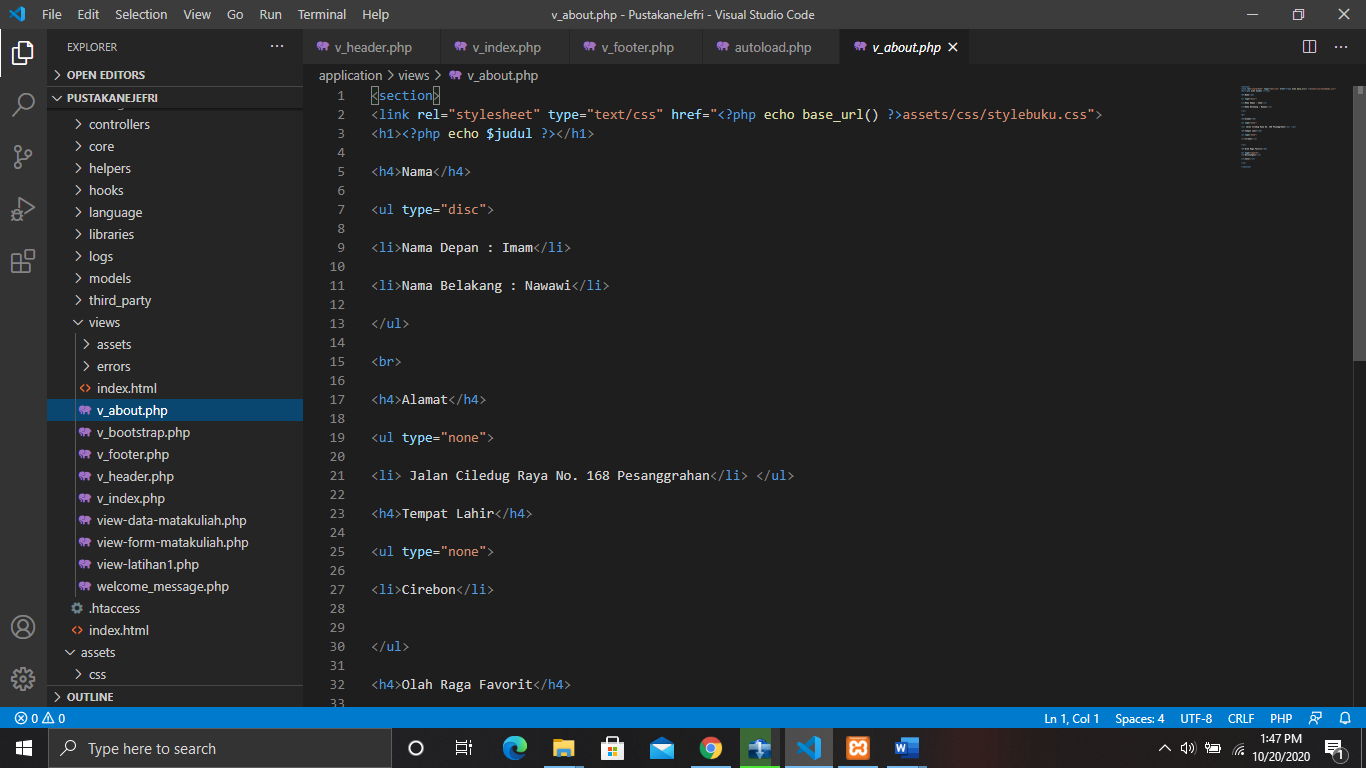 File Edit Selection View Go Run Terminal Help v_about.php - PustakaneJefri - Visual Studio Code
EXPLORER
OPEN EDITORS
PUSTAKANEJEFRI
controllers
core
helpers
hooks
language
libraries
logs
models
third_party
views
assets
errors
index.html
v_about.php
v_bootstrap.php
v_footer.php
v_header.php
v_index.php
view-data-matakuliah.php
view-form-matakuliah.php
view-latihan1.php
welcome_message.php
.htaccess
index.html
assets
css
OUTLINE
v_header.php v_index.php v_footer.php autoload.php v_about.php
application > views > v_about.php
1 <section>
2 <link rel="stylesheet" type="text/css" href="<?php echo base_url() ?>assets/css/stylebuku.css">
3 <h1><?php echo $judul ?></h1>
4
5 <h4>Nama</h4>
6
7 <ul type="disc">
8
9 <li>Nama Depan : Imam</li>
10
11 <li>Nama Belakang : Nawawi</li>
12
13 </ul>
14
15 <br>
16
17 <h4>Alamat</h4>
18
19 <ul type="none">
20
21 <li> Jalan Ciledug Raya No. 168 Pesanggrahan</li> </ul>
22
23 <h4>Tempat Lahir</h4>
24
25 <ul type="none">
26
27 <li>Cirebon</li>
28
29
30 </ul>
31
32 <h4>Olah Raga Favorit</h4>
33
0 0 Ln 1, Col 1 Spaces: 4 UTF-8 CRLF PHP
Type here to search
1:47 PM
10/20/2020
1